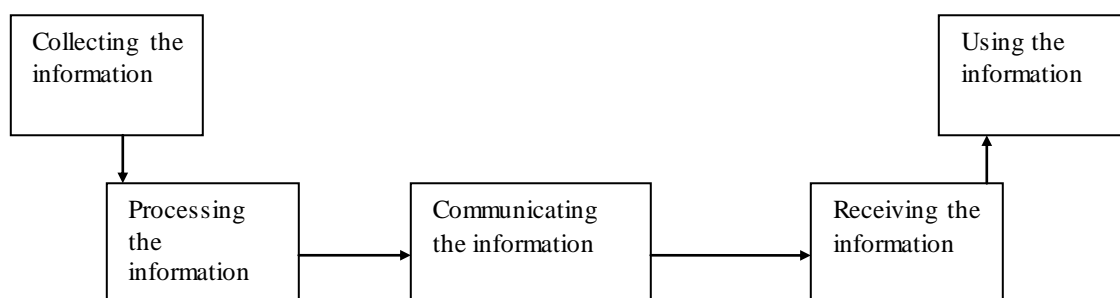 Collecting the
information
Using the
information
Processing
the
information
Communicating
the information
Receiving the
information